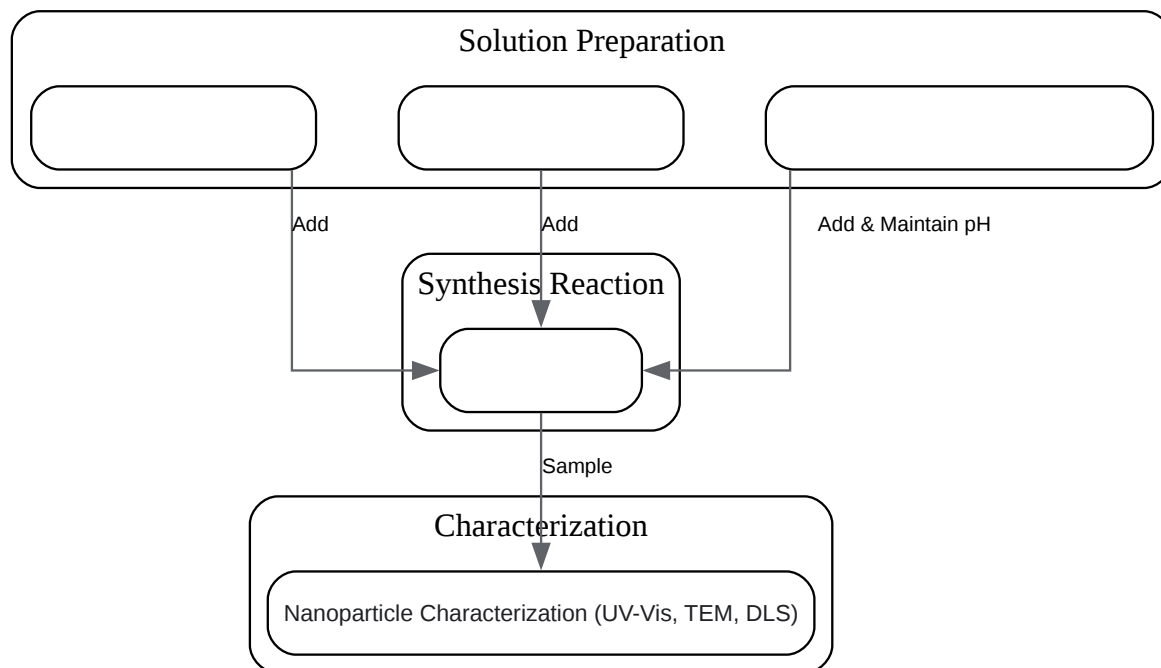 Solution Preparation
Add
Add
Add & Maintain pH
Synthesis Reaction
Sample
Characterization
Nanoparticle Characterization (UV-Vis, TEM, DLS)